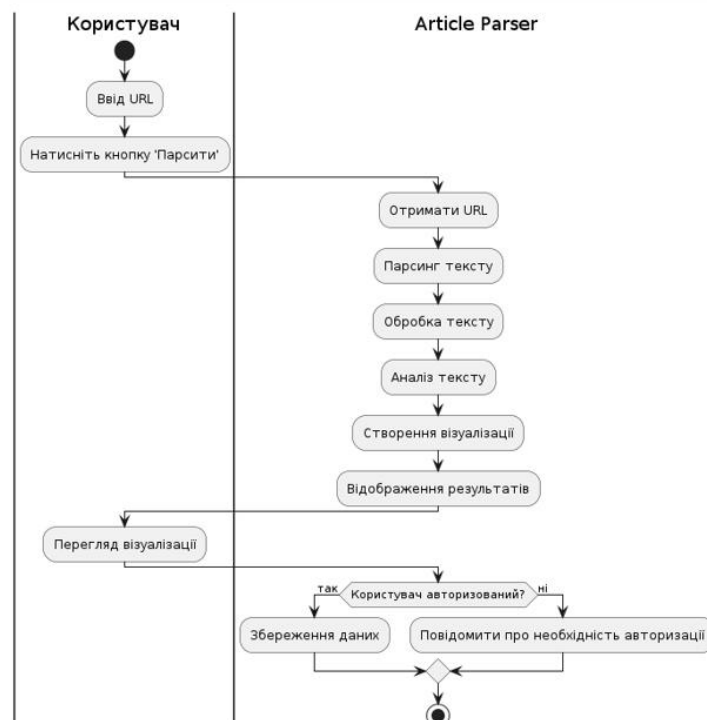 Користувач
Article Parser
Ввід URL
Натисніть кнопку 'Парсити'
Отримати URL
Парсинг тексту
Обробка тексту
Аналіз тексту
Створення візуалізації
Відображення результатів
Перегляд візуалізації
так
Користувач авторизований?
ні
Збереження даних
Повідомити про необхідність авторизації